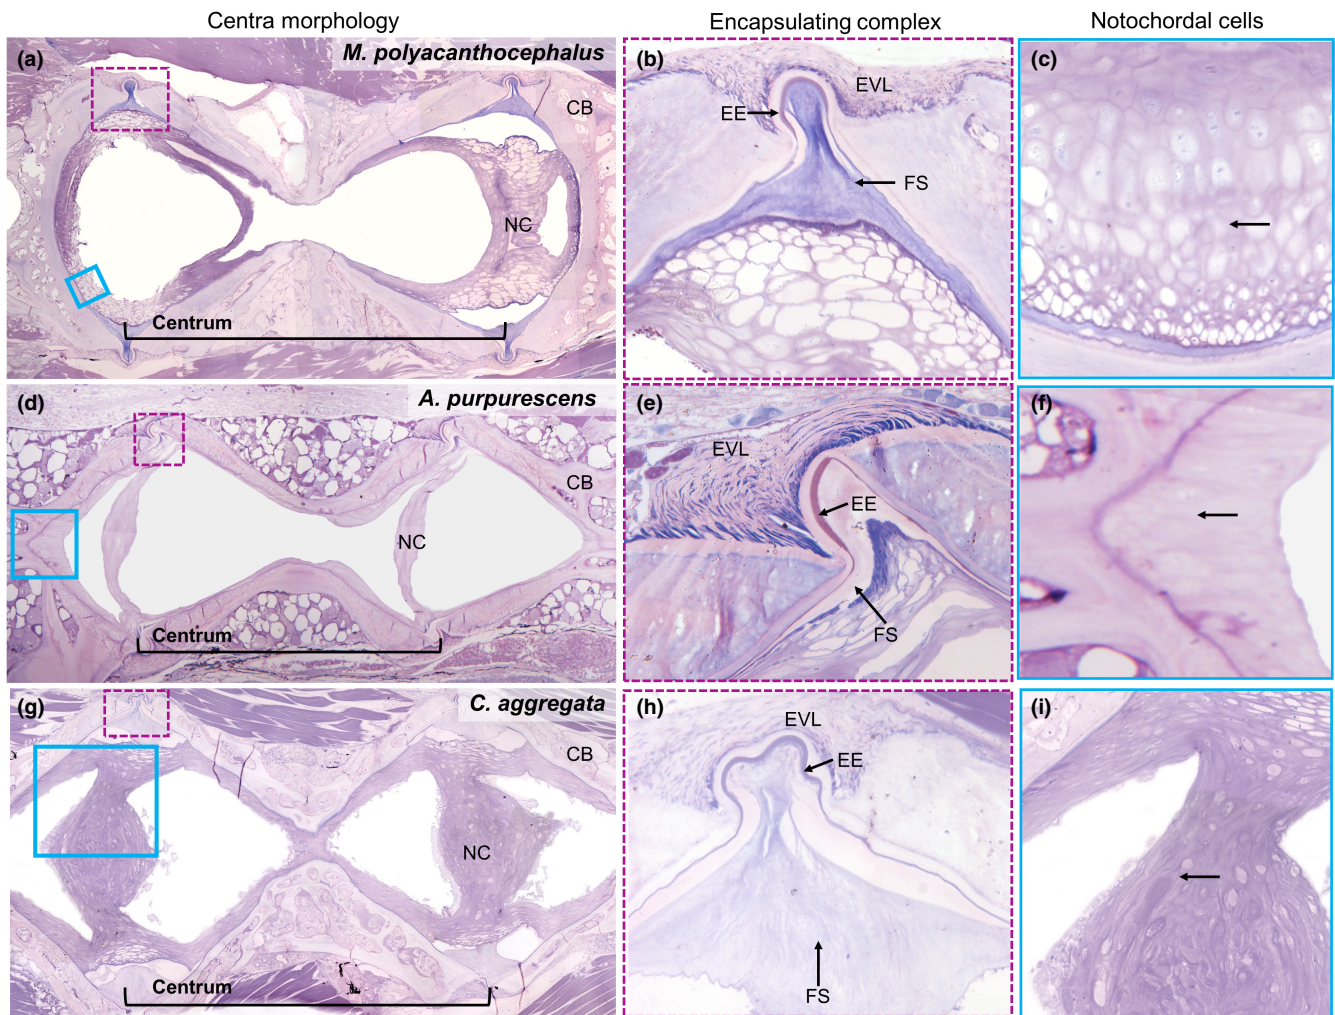 Centra morphology
Encapsulating complex
Notochordal cells
(a)
M. polyacanthocephalus
CB
NC
Centrum
(b)
EVL
EE
FS
(c)
(d)
A. purpurescens
CB
NC
Centrum
(e)
EVL
EE
FS
(f)
(g)
C. aggregata
CB
NC
Centrum
(h)
EVL
EE
FS
(i)